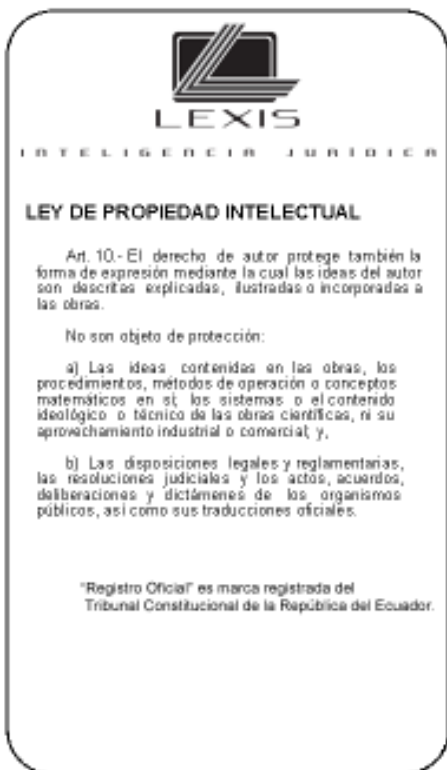 LEXIS
INTELIGENCIA JURÍDICA
LEY DE PROPIEDAD INTELECTUAL
Art. 10.- El derecho de autor protege también la
forma de expresión mediante la cual las ideas del autor
son descritas explicadas, ilustradas o incorporadas a
las obras.
No son objeto de protección:
a) Las ideas contenidas en las obras, los
procedimientos, métodos de operación o conceptos
matemáticos en sí; los sistemas o el contenido
ideológico o técnico de las obras científicas, ni su
aprovechamiento industrial o comercial; y,
b) Las disposiciones legales y reglamentarias,
las resoluciones judiciales y los actos, acuerdos,
deliberaciones y dictámenes de los organismos
públicos, así como sus traducciones oficiales.
"Registro Oficial" es marca registrada del
Tribunal Constitucional de la República del Ecuador.